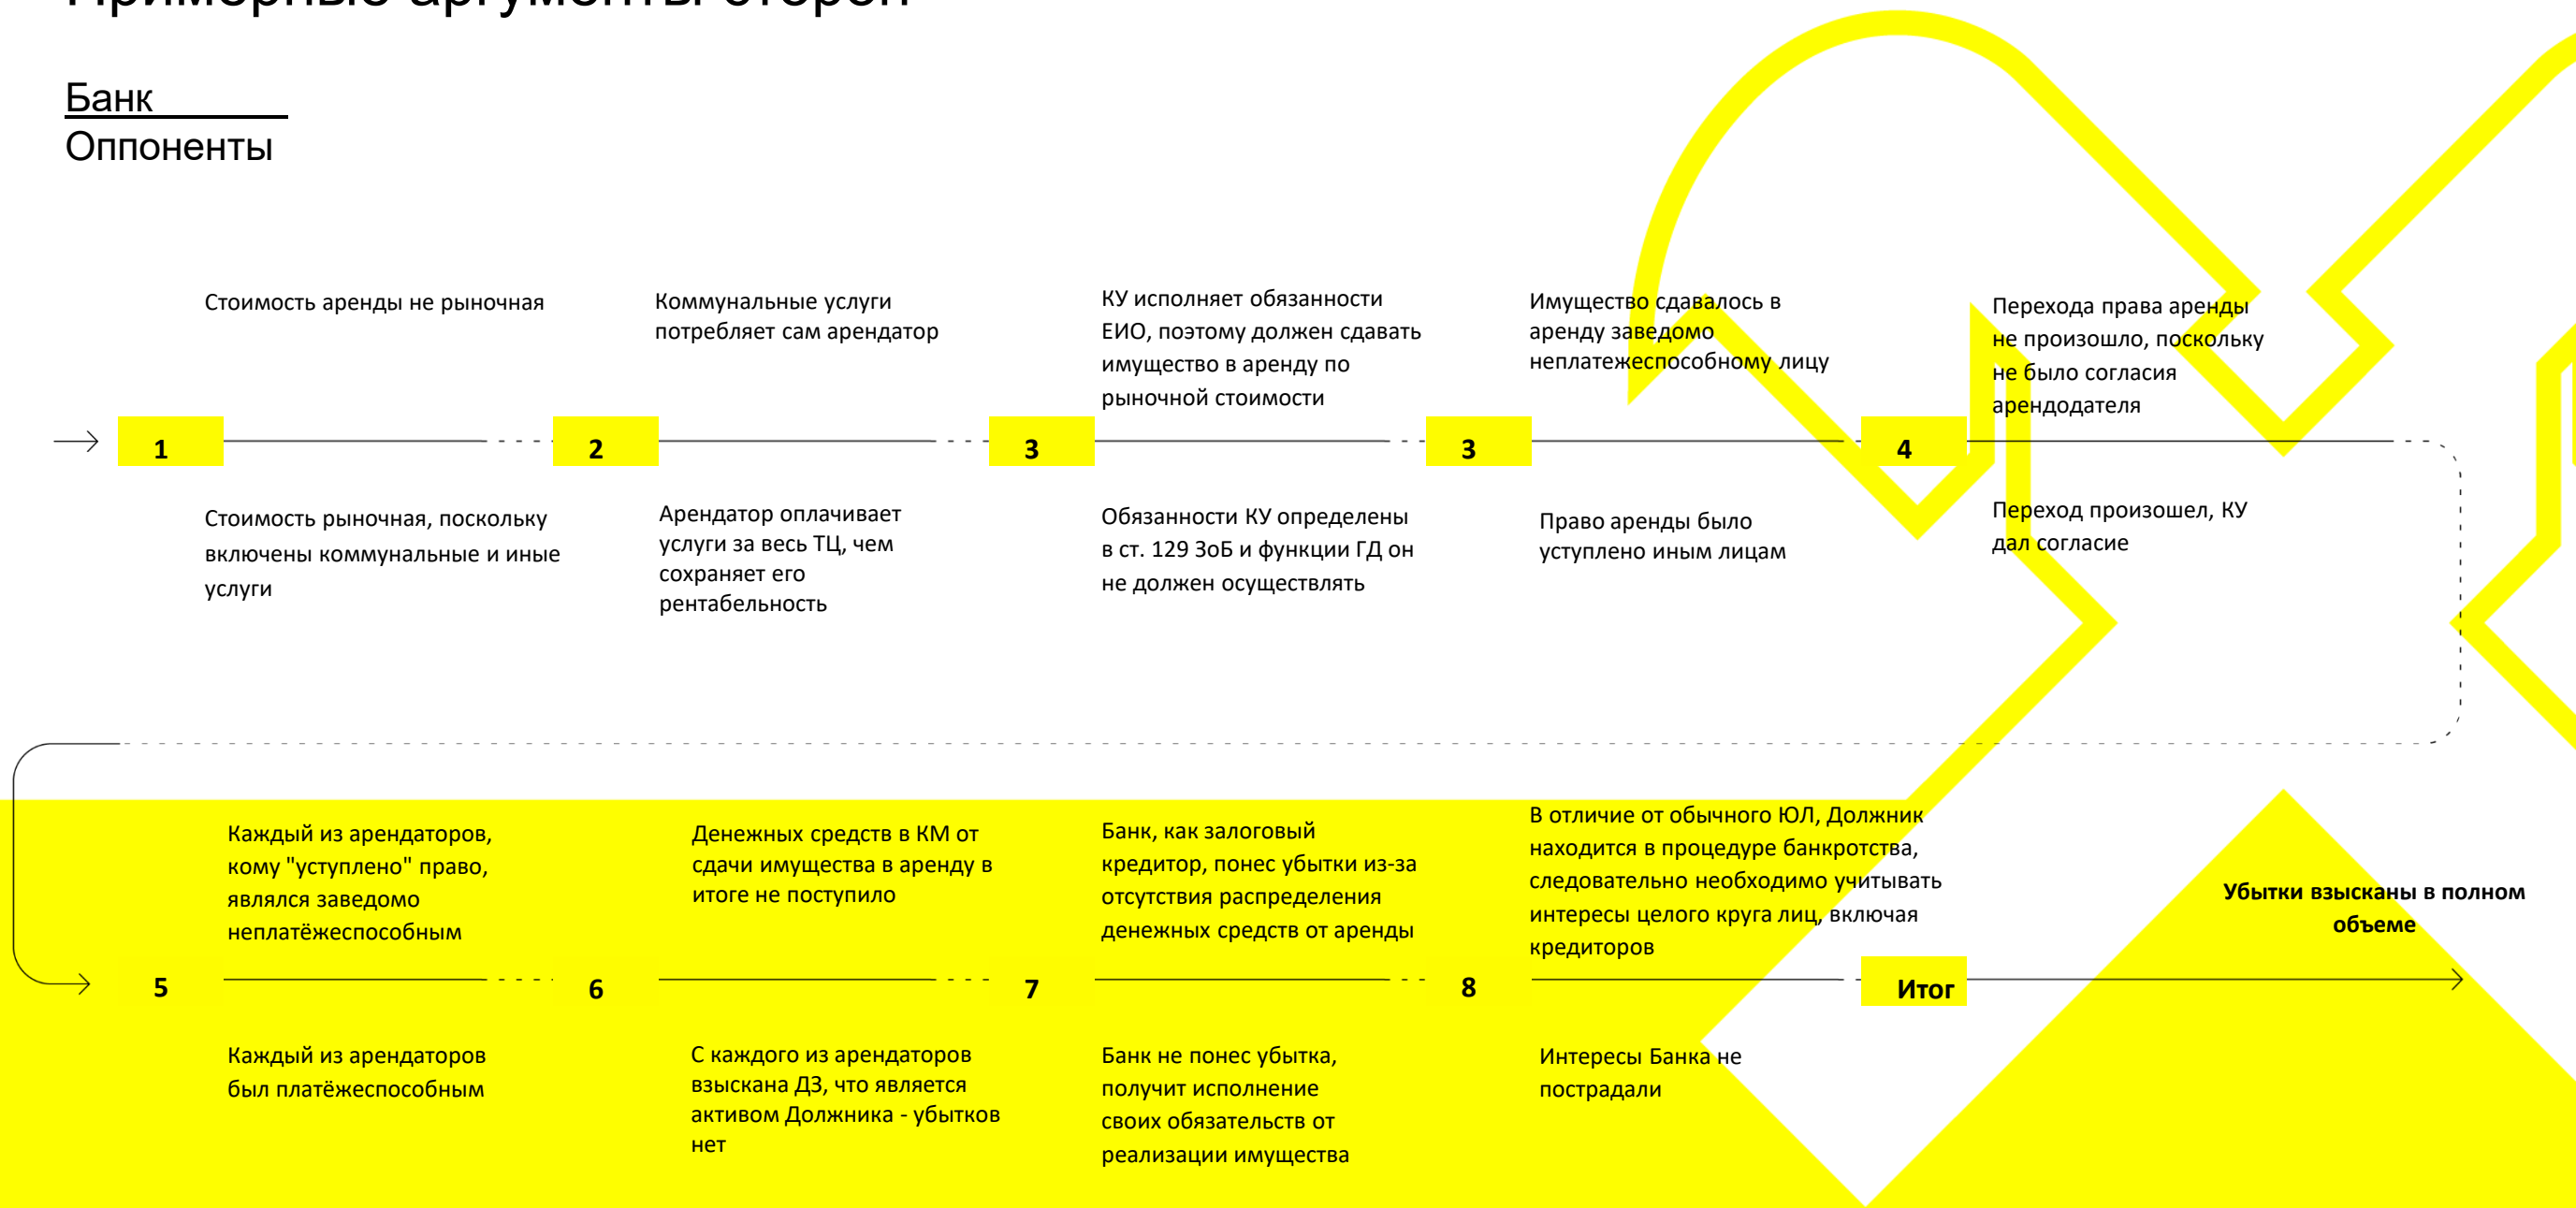 Примерные аргументы сторон
Банк
Оппоненты
Стоимость аренды не рыночная
Коммунальные услуги
потребляет сам арендатор
КУ исполняет обязанности
ЕИО, поэтому должен сдавать
имущество в аренду по
рыночной стоимости
Имущество сдавалось в
аренду заведомо
неплатежеспособному лицу
Перехода права аренды
не произошло, поскольку
не было согласия
арендодателя
1
2
3
3
4
Стоимость рыночная, поскольку
включены коммунальные и иные
услуги
Арендатор оплачивает
услуги за весь ТЦ, чем
сохраняет его
рентабельность
Обязанности КУ определены
в ст. 129 ЗоБ и функции ГД он
не должен осуществлять
Право аренды было
уступлено иным лицам
Переход произошел, КУ
дал согласие
Каждый из арендаторов,
кому "уступлено" право,
являлся заведомо
неплатёжеспособным
Денежных средств в КМ от
сдачи имущества в аренду в
итоге не поступило
Банк, как залоговый
кредитор, понес убытки из-за
отсутствия распределения
денежных средств от аренды
В отличие от обычного ЮЛ, Должник
находится в процедуре банкротства,
следовательно необходимо учитывать
интересы целого круга лиц, включая
кредиторов
Убытки взысканы в полном
объеме
5
6
7
8
Итог
Каждый из арендаторов
был платёжеспособным
С каждого из арендаторов
взыскана ДЗ, что является
активом Должника - убытков
нет
Банк не понес убытка,
получит исполнение
своих обязательств от
реализации имущества
Интересы Банка не
пострадали